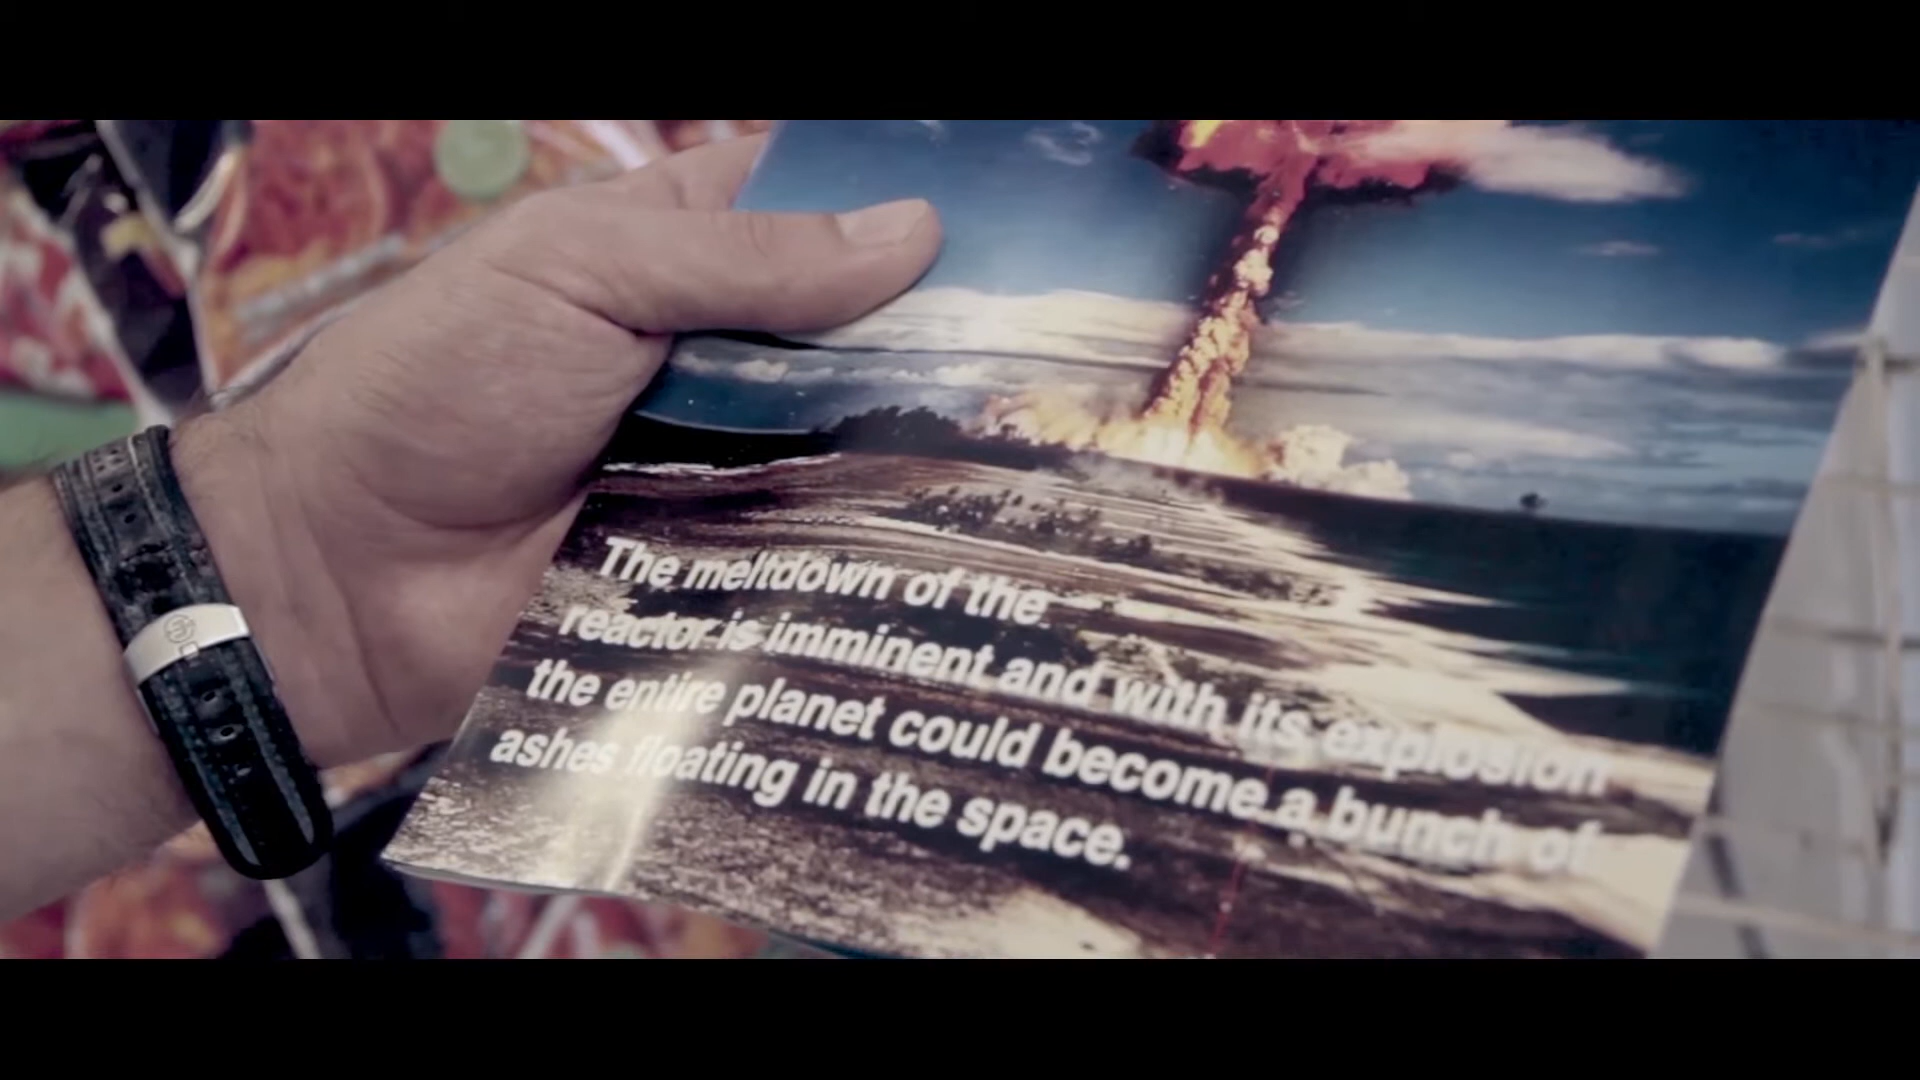 The meltdown of the
reactor is imminent and with its explosion
the entire planet could become a bunch of
ashes floating in the space.